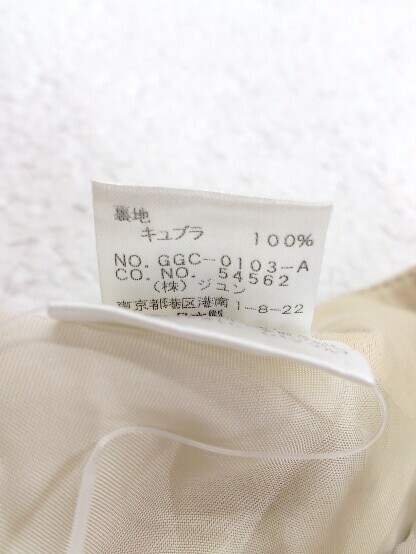 裏地
キュプラ 100%
NO. GGC-0103-A
CO. NO. 54562
(株) ジュン
東京都港区港南 1-8-22